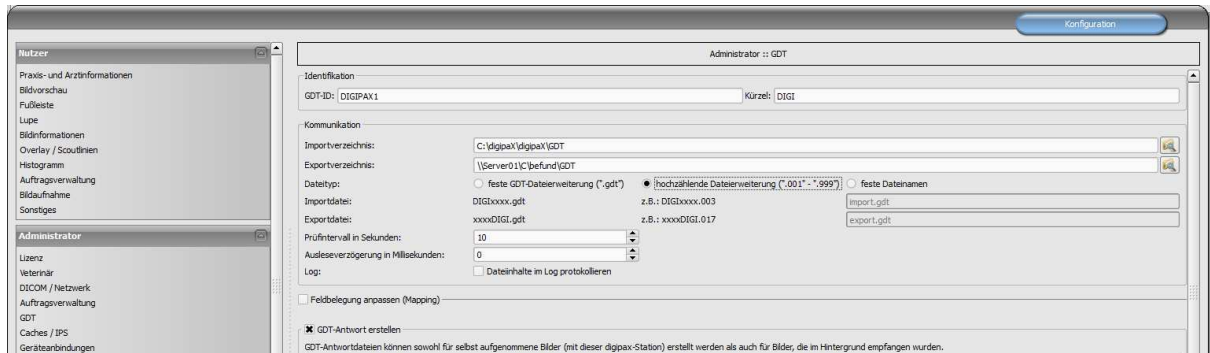 Konfiguration
Nutzer
Praxis- und Arztinformationen
Bildvorschau
Fußleiste
Lupe
Bildinformationen
Overlay / Scoutlinien
Histogramm
Auftragsverwaltung
Bildaufnahme
Sonstiges
Administrator
Lizenz
Veterinär
DICOM / Netzwerk
Auftragsverwaltung
GDT
Caches / IPS
Geräteanbindungen
Administrator :: GDT
Identifikation
GDT-ID: DIGIPAX1 Kürzel: DIGI
Kommunikation
Importverzeichnis: C:\digipaX\digipaX\GDT
Exportverzeichnis: \\Server01\C\befund\GDT
Dateityp: feste GDT-Dateierweiterung (".gdt") hochzählende Dateierweiterung (".001" - ".999") feste Dateinamen
Importdatei: DIGIxxxx.gdt z.B.: DIGIxxxx.003 import.gdt
Exportdatei: xxxxDIGI.gdt z.B.: xxxxDIGI.017 export.gdt
Prüfintervall in Sekunden: 10
Ausleseverzögerung in Millisekunden: 0
Log: Dateiinhalte im Log protokollieren
Feldbelegung anpassen (Mapping)
GDT-Antwort erstellen
GDT-Antwortdateien können sowohl für selbst aufgenommene Bilder (mit dieser digipax-Station) erstellt werden als auch für Bilder, die im Hintergrund empfangen wurden.